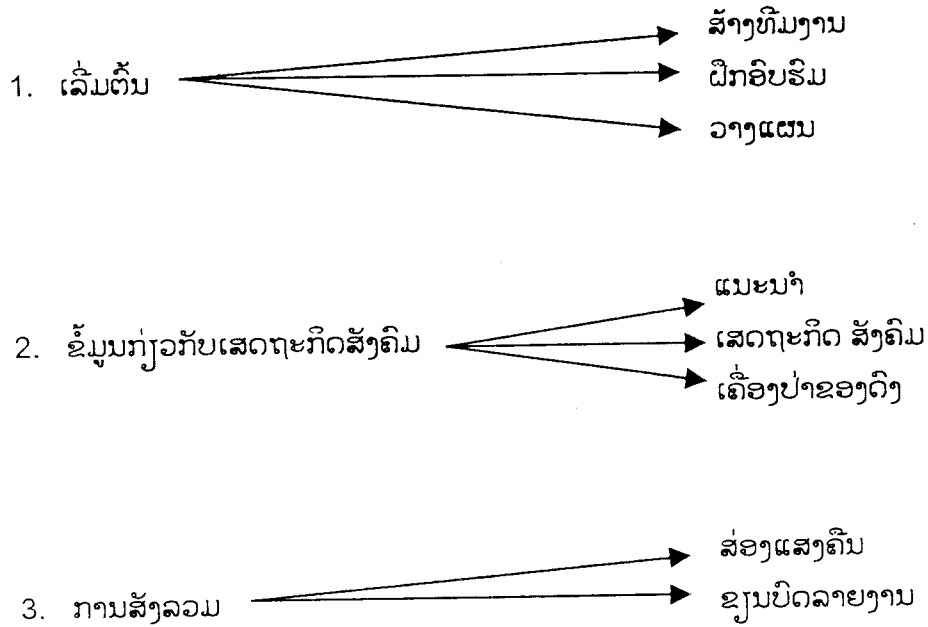 ສ້າງທີມງານ
1. ເລີ່ມຕົ້ນ
ຝຶກອົບຮົມ
ວາງແຜນ
ແນະນຳ
2. ຂໍ້ມູນກ່ຽວກັບເສດຖະກິດສັງຄົມ
ເສດຖະກິດ ສັງຄົມ
ເຄື່ອງປ່າຂອງດົງ
ສ່ອງແສງຄືນ
3. ການສັງລວມ
ຂຽນບົດລາຍງານ